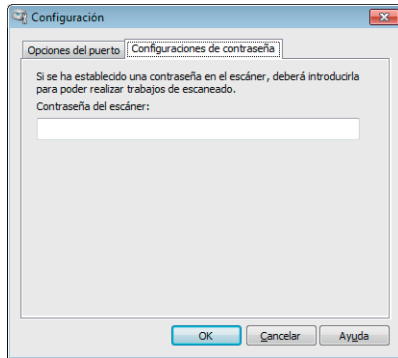 Configuración
Opciones del puerto
Configuraciones de contraseña
Si se ha establecido una contraseña en el escáner, deberá introducirla
para poder realizar trabajos de escaneado.
Contraseña del escáner:
OK
Cancelar
Ayuda